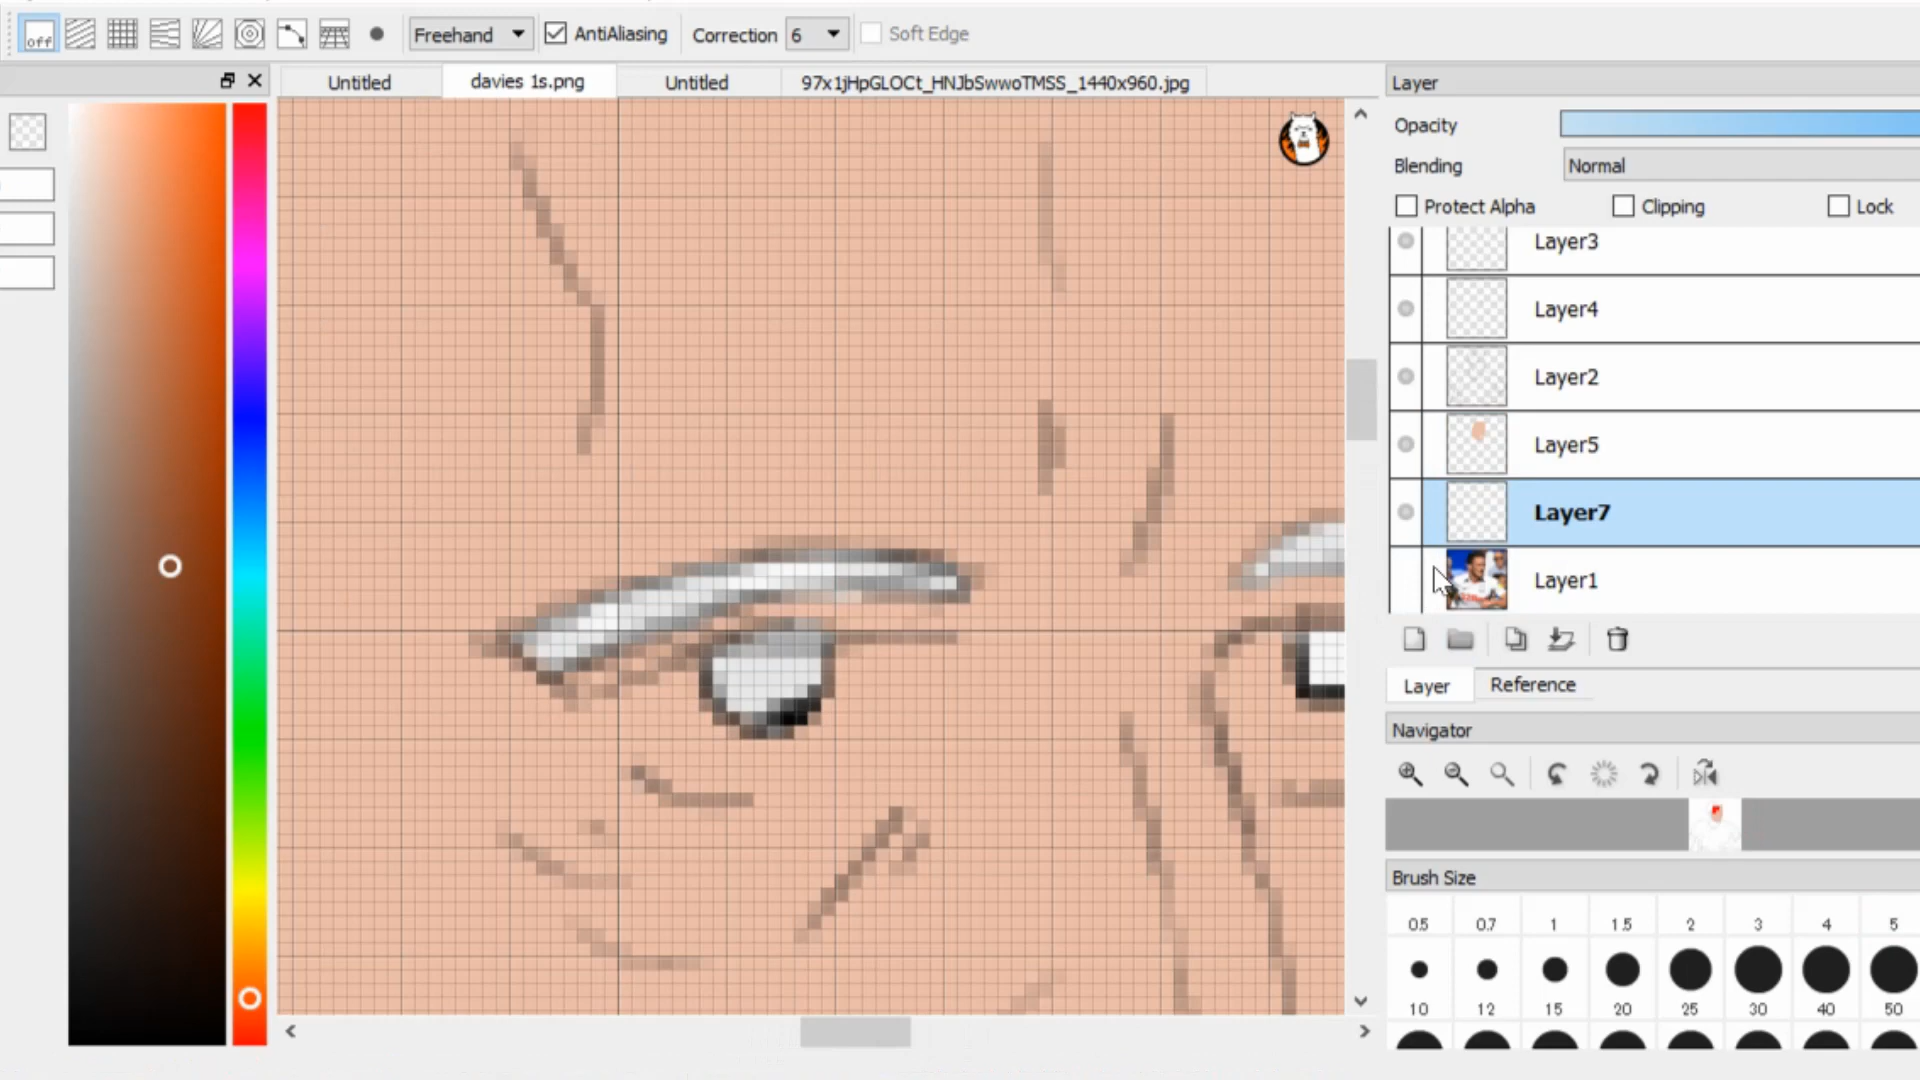 off Freehand AntiAliasing Correction 6 Soft Edge
Untitled davies 1s.png Untitled 97x1jHpGLOCt_HNJbSwwoTMSS_1440x960.jpg
Layer
Opacity
Blending Normal
Protect Alpha Clipping Lock
Layer3
Layer4
Layer2
Layer5
Layer7
Layer1
Layer Reference
Navigator
Brush Size
0.5 0.7 1 1.5 2 3 4 5
10 12 15 20 25 30 40 50